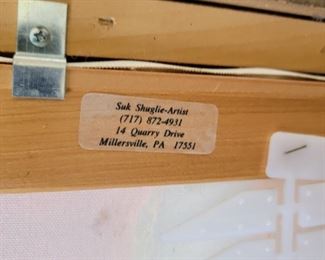 Suk Shuglie-Artist
(717) 872-4931
14 Quarry Drive
Millersville, PA 17551